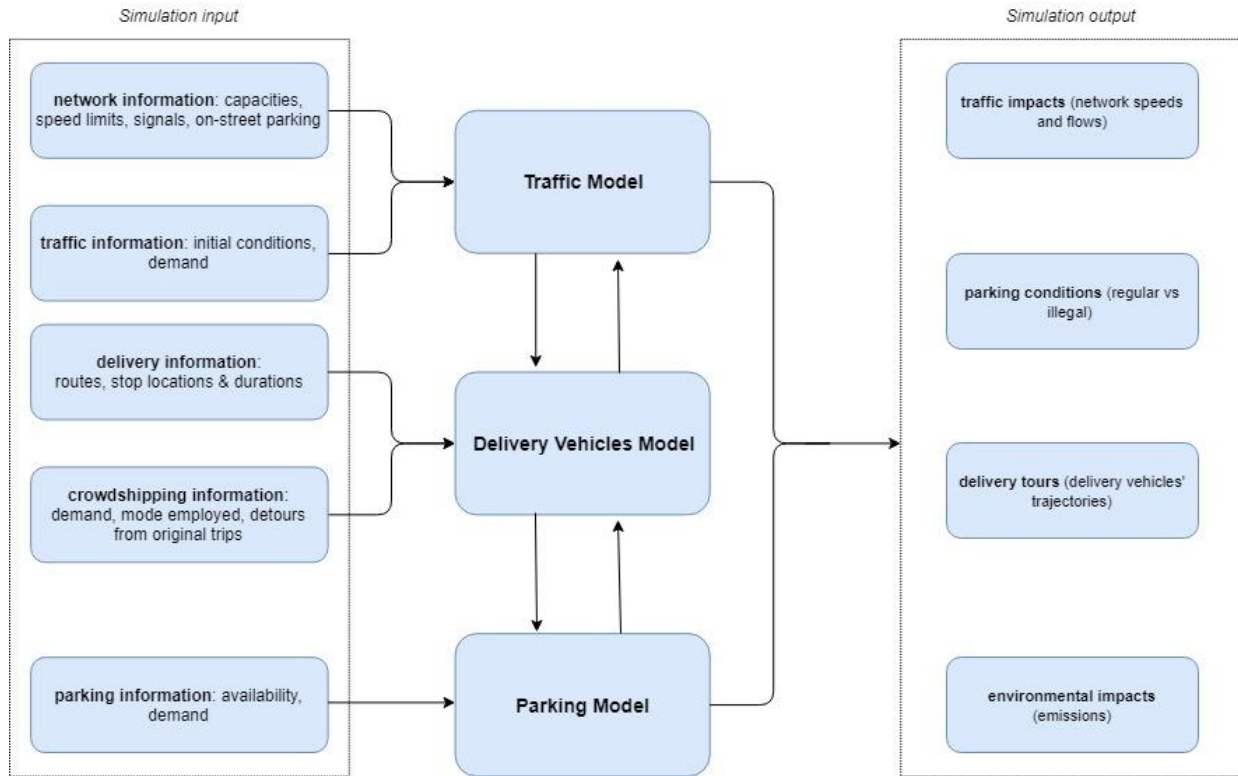 Simulation input
Simulation output
network information: capacities,
speed limits, signals, on-street parking
traffic information: initial conditions,
demand
delivery information:
routes, stop locations & durations
crowdshipping information:
demand, mode employed, detours
from original trips
parking information: availability,
demand
Traffic Model
Delivery Vehicles Model
Parking Model
traffic impacts (network speeds
and flows)
parking conditions (regular vs
illegal)
delivery tours (delivery vehicles'
trajectories)
environmental impacts
(emissions)